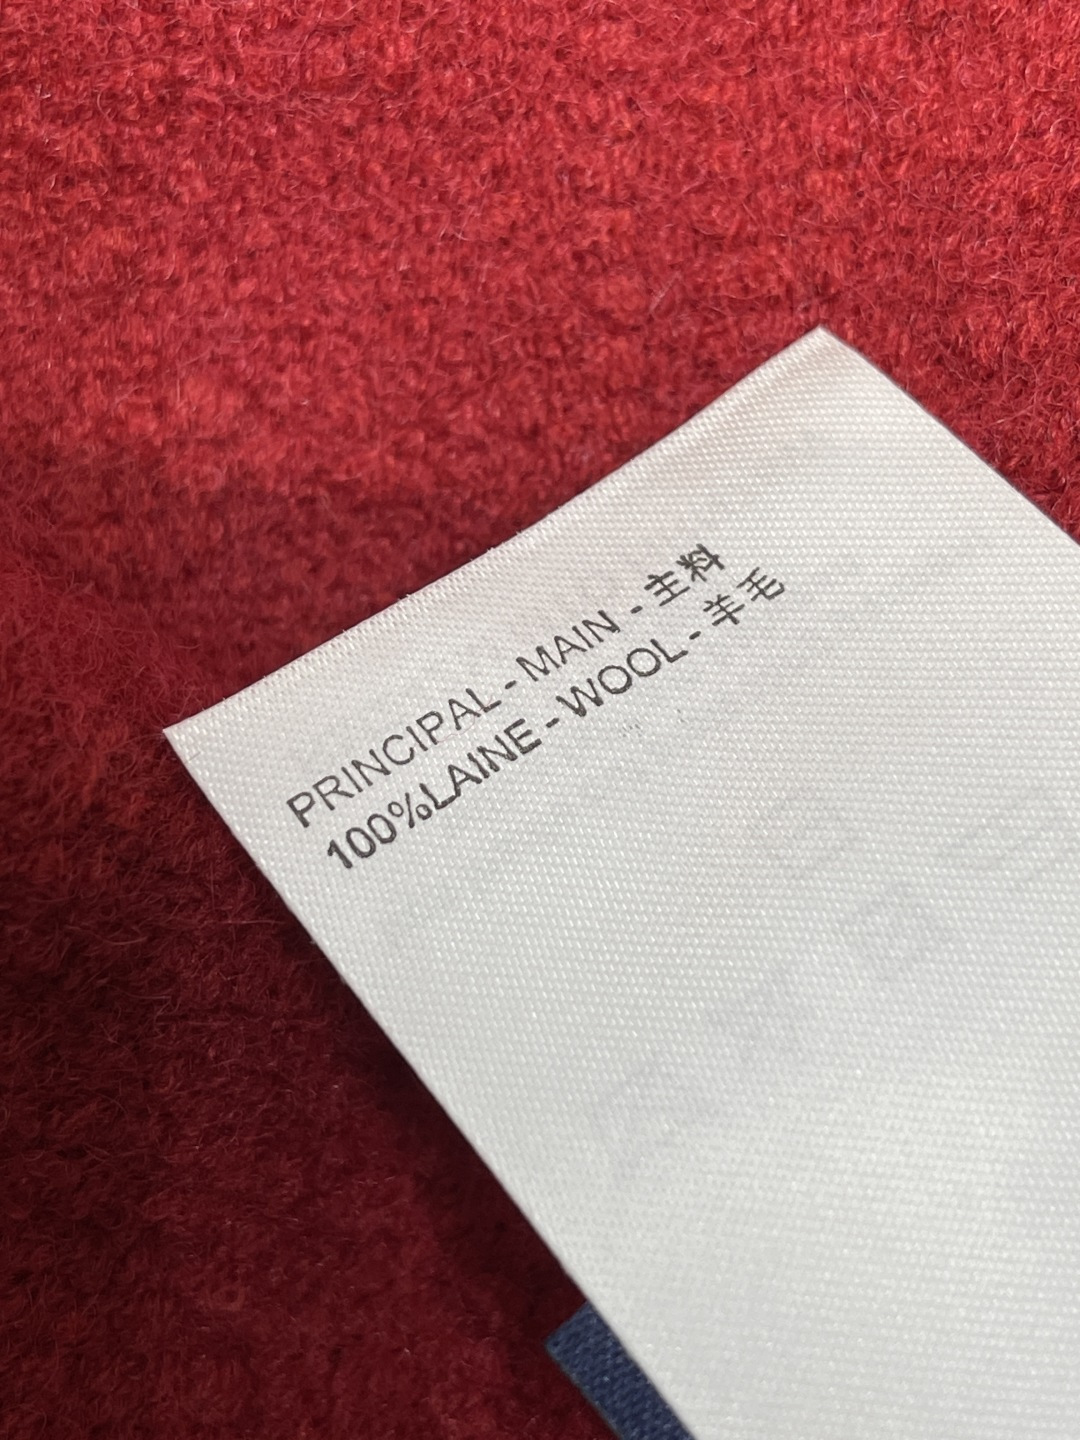 PRINCIPAL - MAIN - 主料
100%LAINE - WOOL - 羊毛